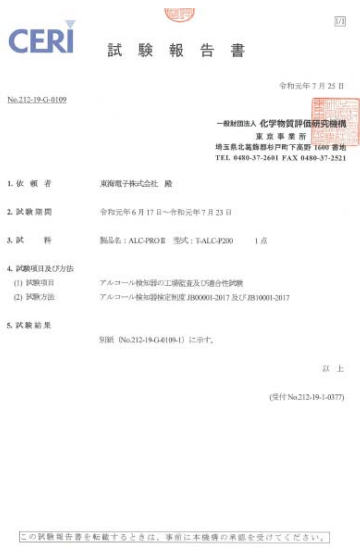 1/1
CERI
試験報告書
令和元年7月25日
No.212-19-G-0109
一般財団法人 化学物質評価研究機構
東京事業所
埼玉県北葛飾郡杉戸町下高野 1600 番地
TEL 0480-37-2601 FAX 0480-37-2521
1. 依頼者 東海電子株式会社 殿
2. 試験期間 令和元年6月17日～令和元年7月23日
3. 試料 製品名：ALC-PROⅡ 型式：T-ALC-P200 1点
4. 試験項目及び方法
(1) 試験項目 アルコール検知器の工場監査及び適合性試験
(2) 試験方法 アルコール検知器検定制度 JB00001-2017 及び JB10001-2017
5. 試験結果
別紙（No.212-19-G-0109-1）に示す。
以上
(受付 No.212-19-1-0377)
この試験報告書を転載するときは、事前に本機構の承認を受けてください。